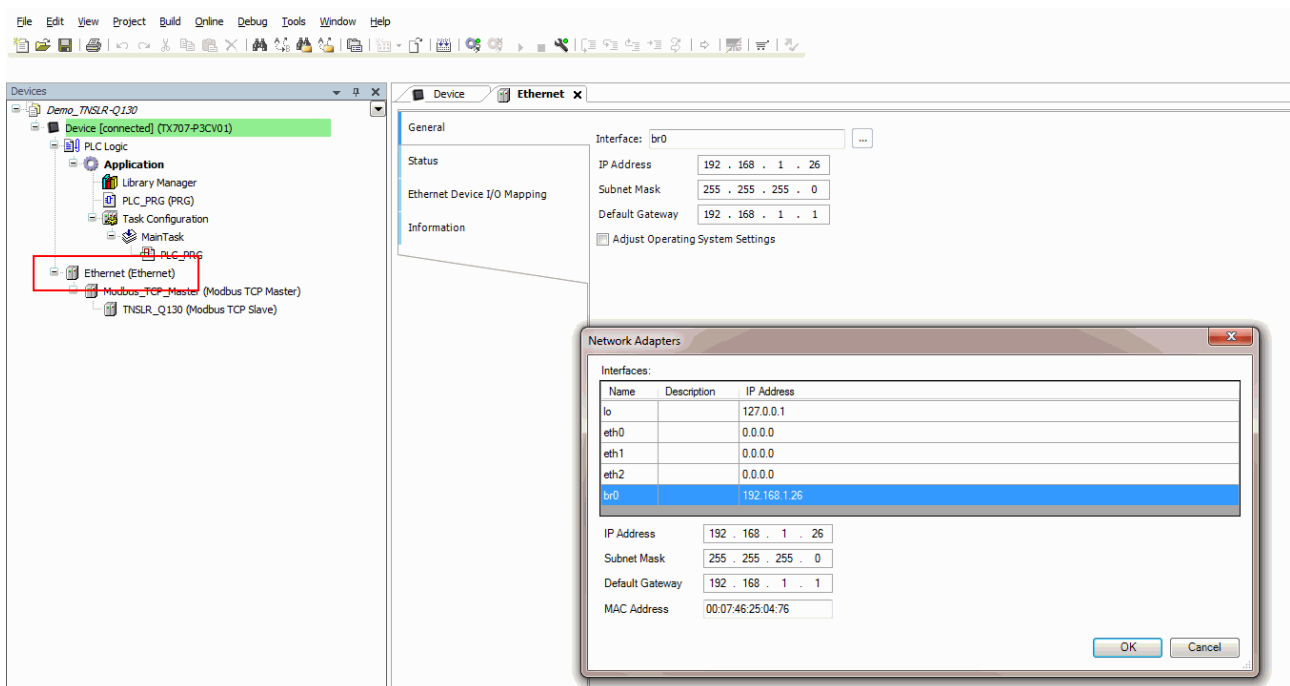 File Edit View Project Build Online Debug Tools Window Help
Devices
Demo_TNSLR-Q130
Device [connected] (TX707-P3CV01)
PLC Logic
Application
Library Manager
PLC_PRG (PRG)
Task Configuration
MainTask
PLC_PRG
Ethernet (Ethernet)
Modbus_TCP_Master (Modbus TCP Master)
TNSLR_Q130 (Modbus TCP Slave)
Device Ethernet X
General
Status
Ethernet Device I/O Mapping
Information
Interface: br0 ...
IP Address 192 . 168 . 1 . 26
Subnet Mask 255 . 255 . 255 . 0
Default Gateway 192 . 168 . 1 . 1
Adjust Operating System Settings
Network Adapters
Interfaces:
Name Description IP Address
lo 127.0.0.1
eth0 0.0.0.0
eth1 0.0.0.0
eth2 0.0.0.0
br0 192.168.1.26
IP Address 192 . 168 . 1 . 26
Subnet Mask 255 . 255 . 255 . 0
Default Gateway 192 . 168 . 1 . 1
MAC Address 00:07:46:25:04:76
OK Cancel